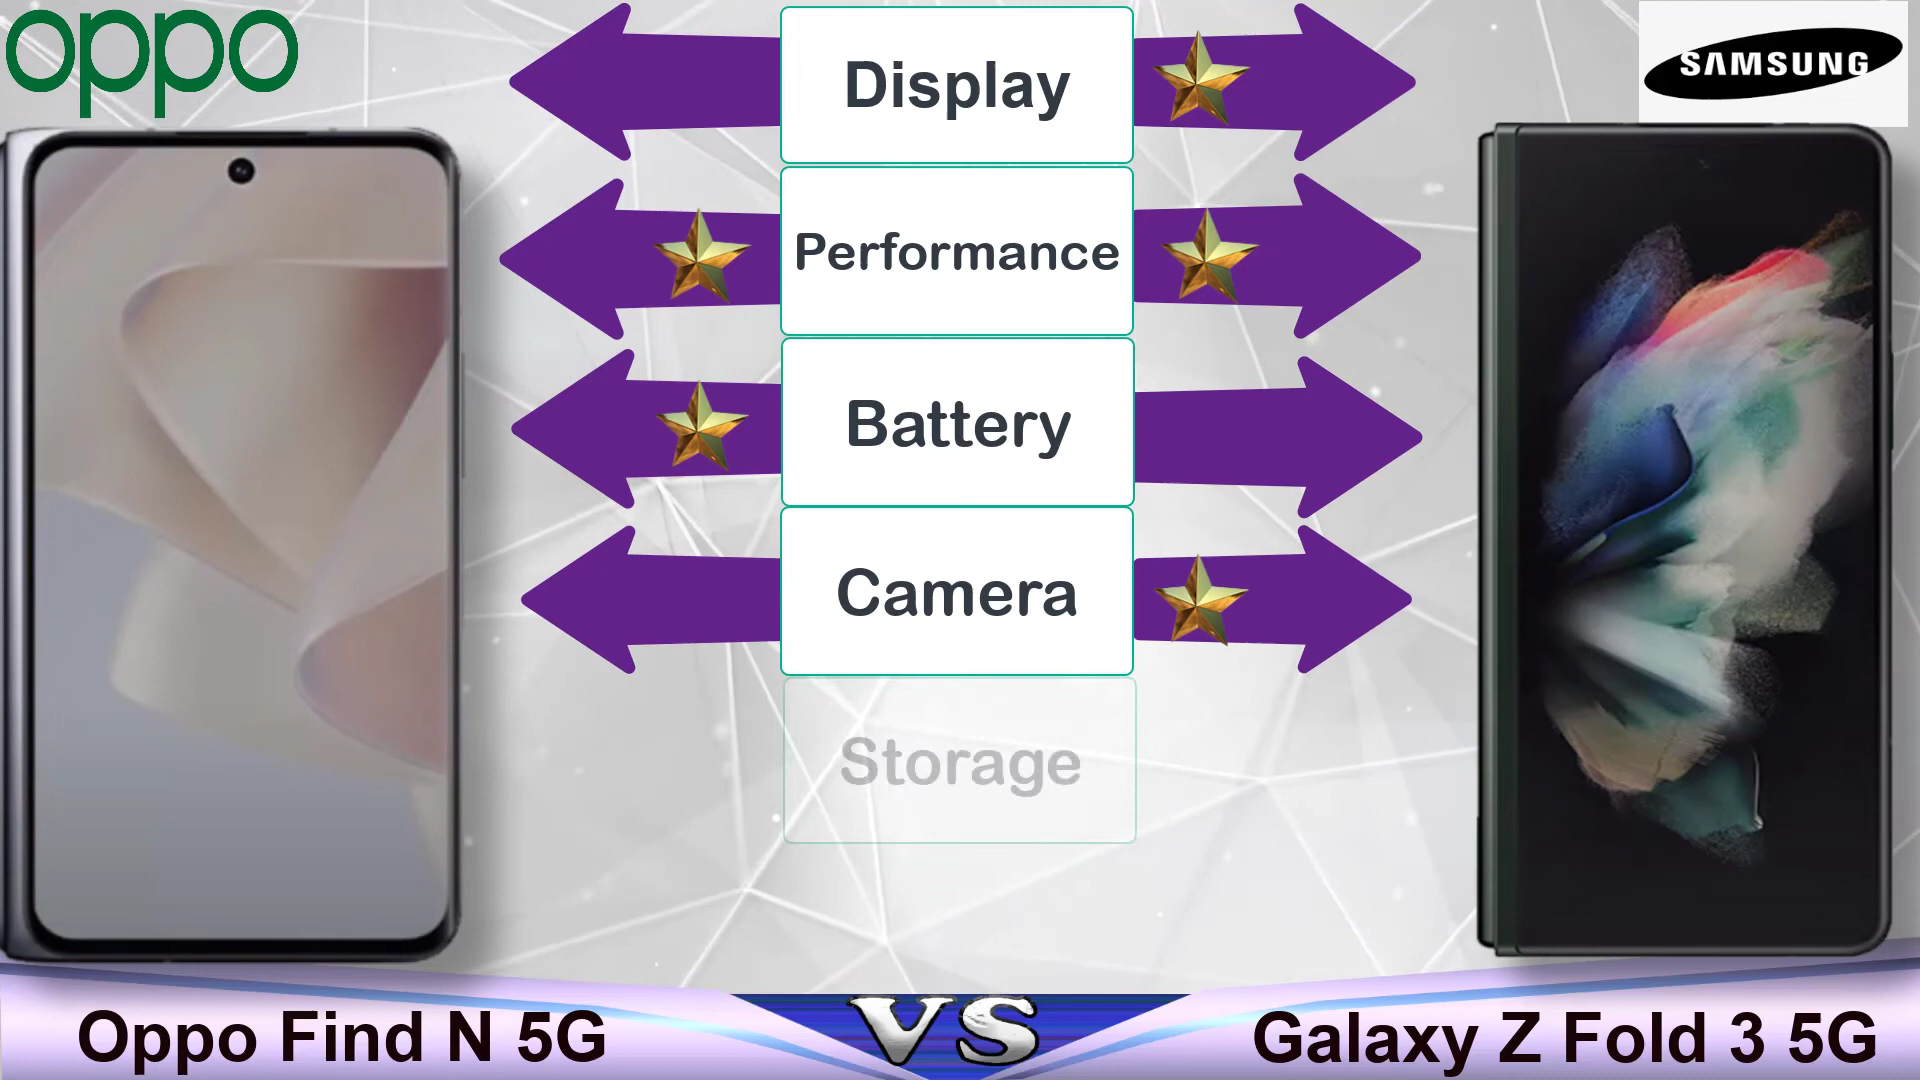 oppo
SAMSUNG
Display
Performance
Battery
Camera
Storage
Oppo Find N 5G
VS
Galaxy Z Fold 3 5G